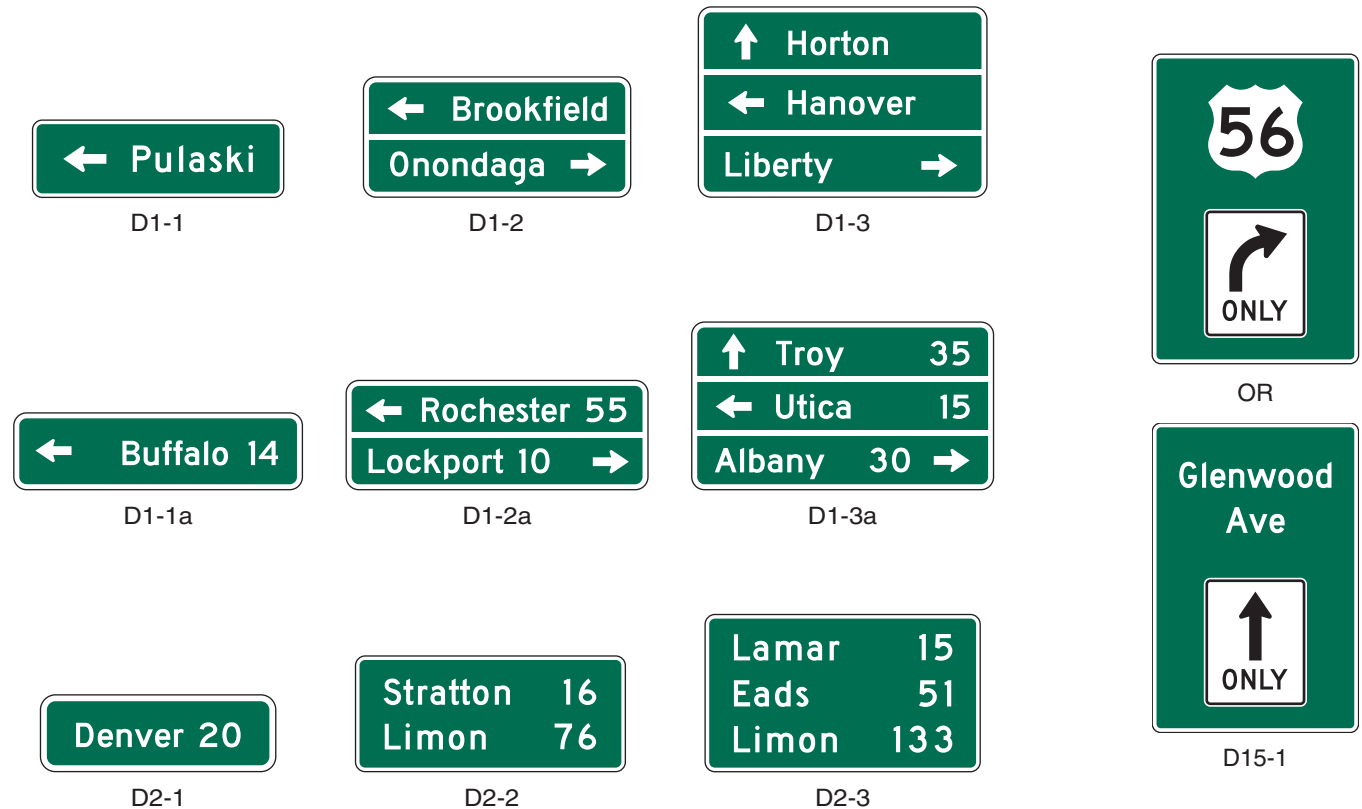 Pulaski
D1-1
Brookfield
Onondaga
D1-2
Horton
Hanover
Liberty
D1-3
Buffalo 14
D1-1a
Rochester 55
Lockport 10
D1-2a
Troy 35
Utica 15
Albany 30
D1-3a
Denver 20
D2-1
Stratton 16
Limon 76
D2-2
Lamar 15
Eads 51
Limon 133
D2-3
56
ONLY
OR
Glenwood
Ave
ONLY
D15-1